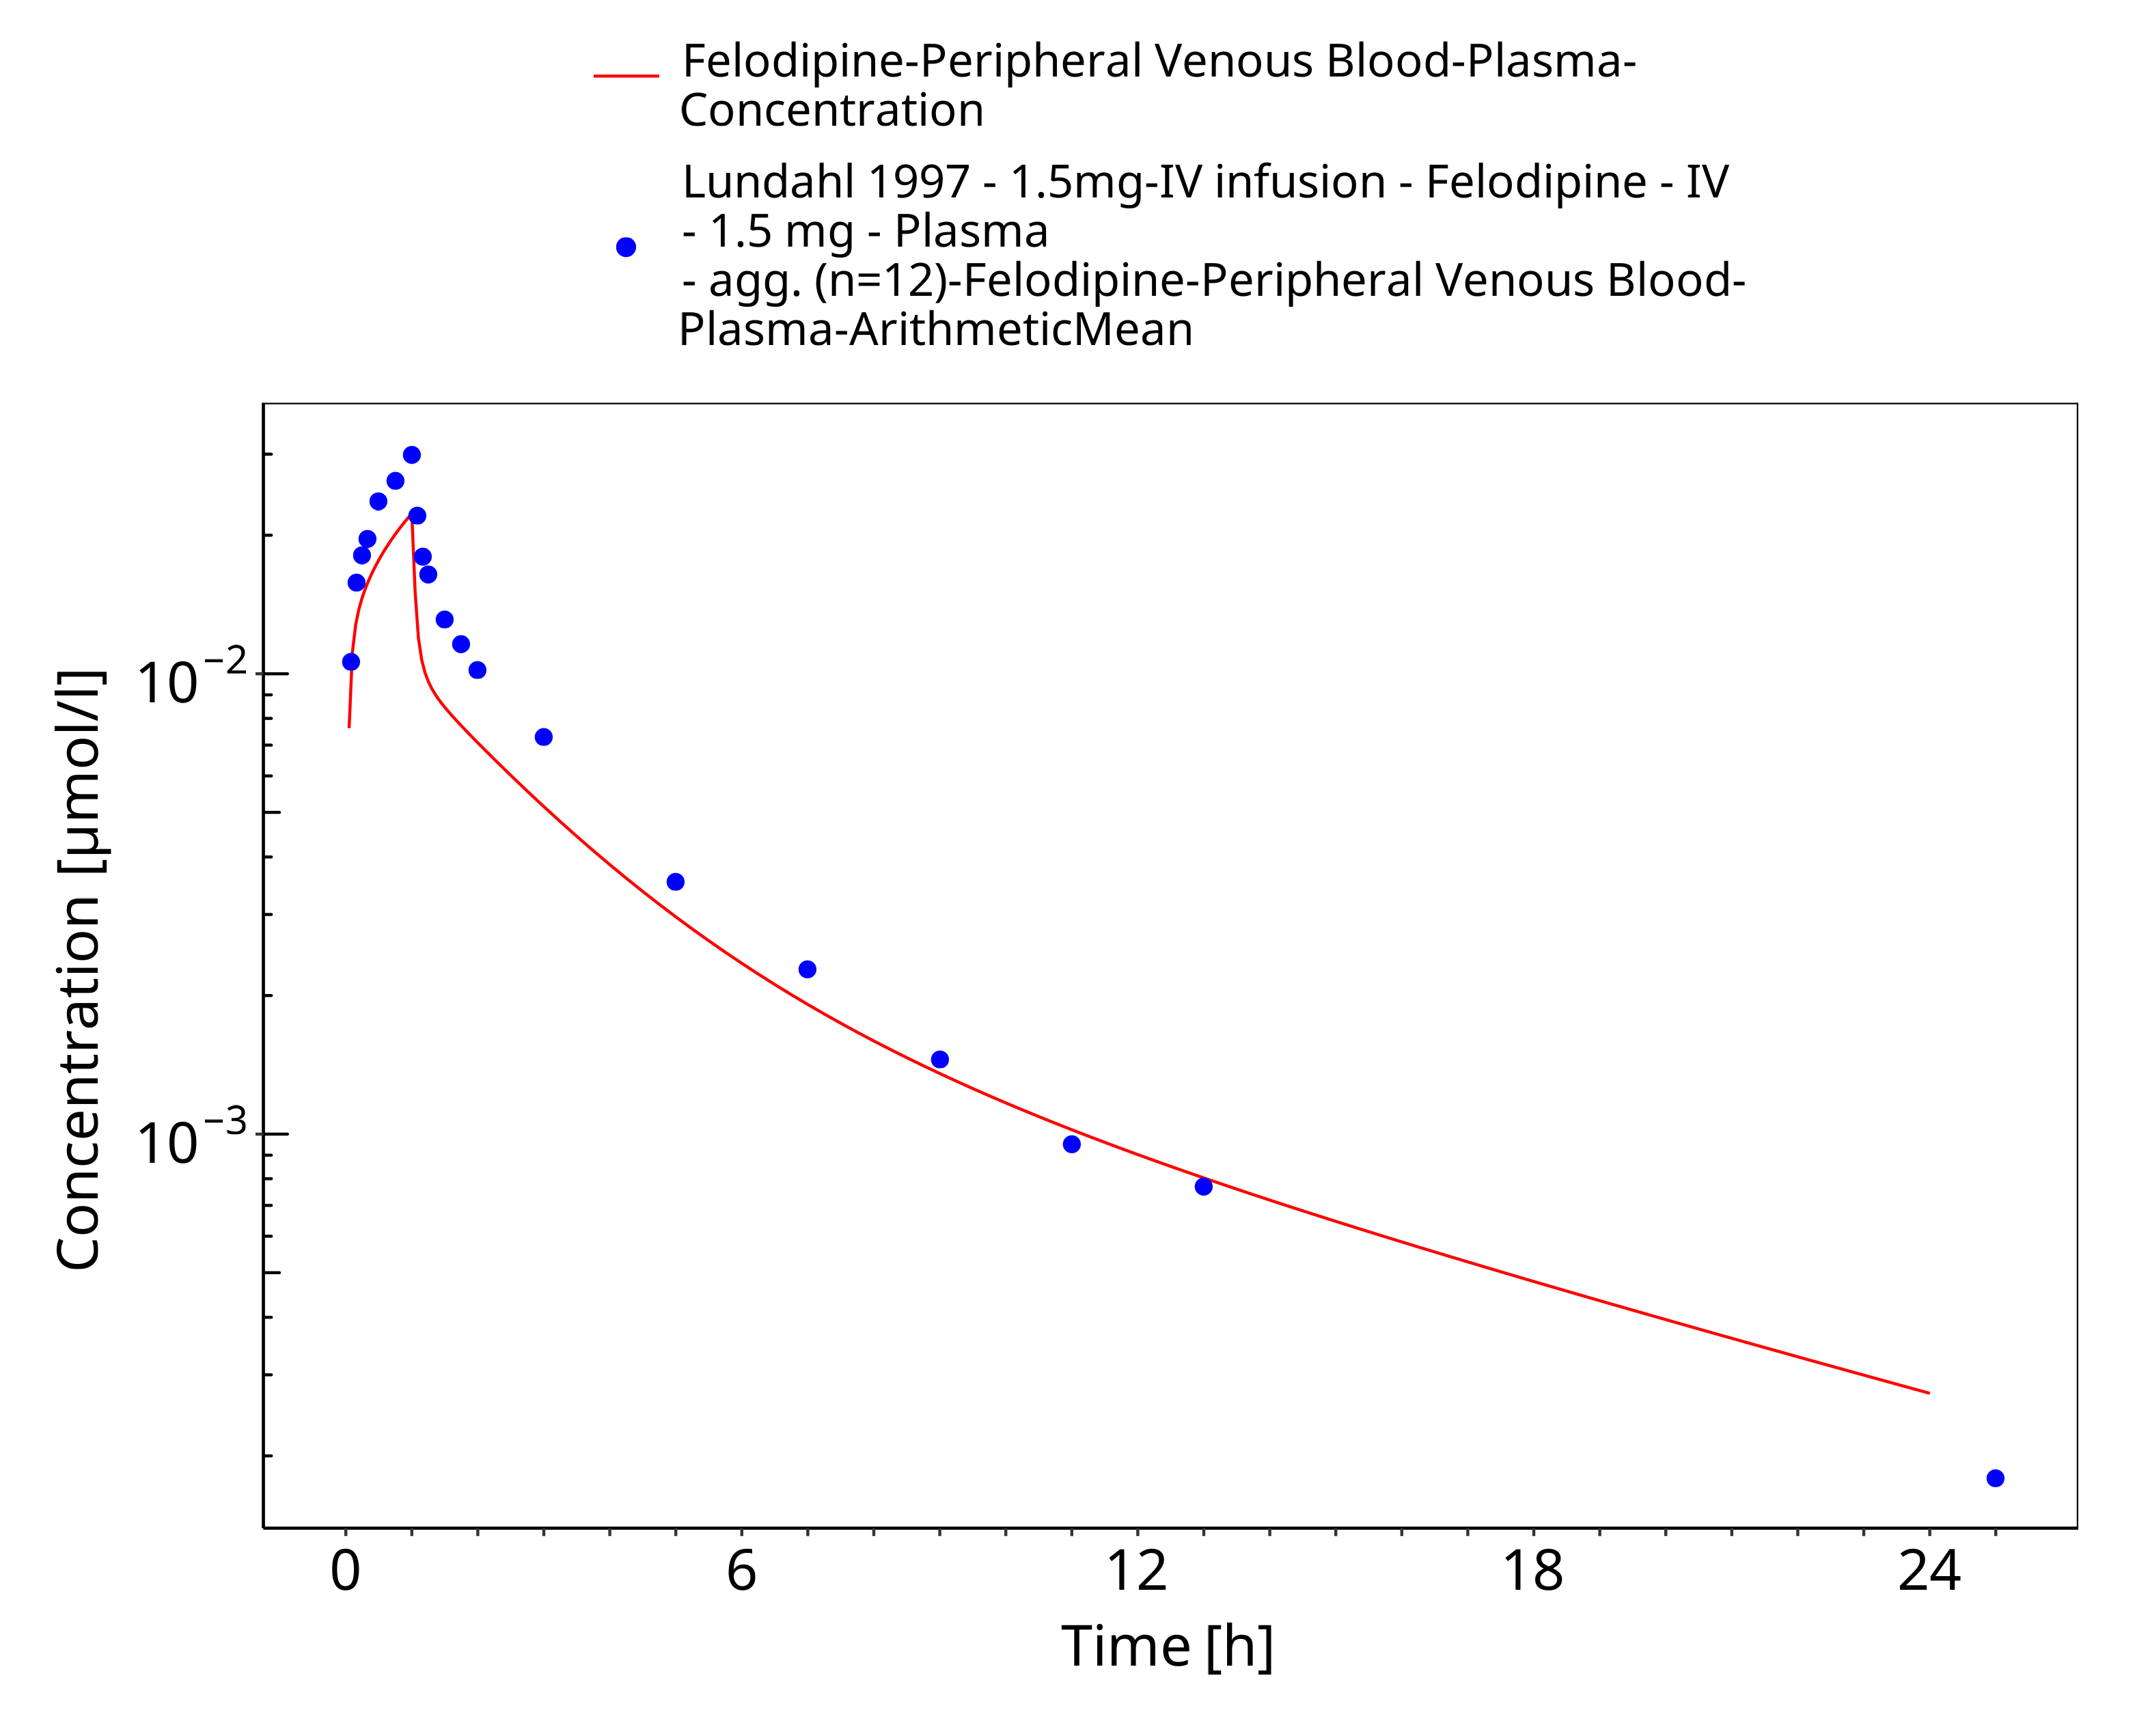 Felodipine-Peripheral Venous Blood-Plasma-
Concentration
Lundahl 1997 - 1.5mg-IV infusion - Felodipine - IV
- 1.5 mg - Plasma
- agg. (n=12)-Felodipine-Peripheral Venous Blood-
Plasma-ArithmeticMean
Concentration [µmol/l]
10⁻²
10⁻³
0 6 12 18 24
Time [h]